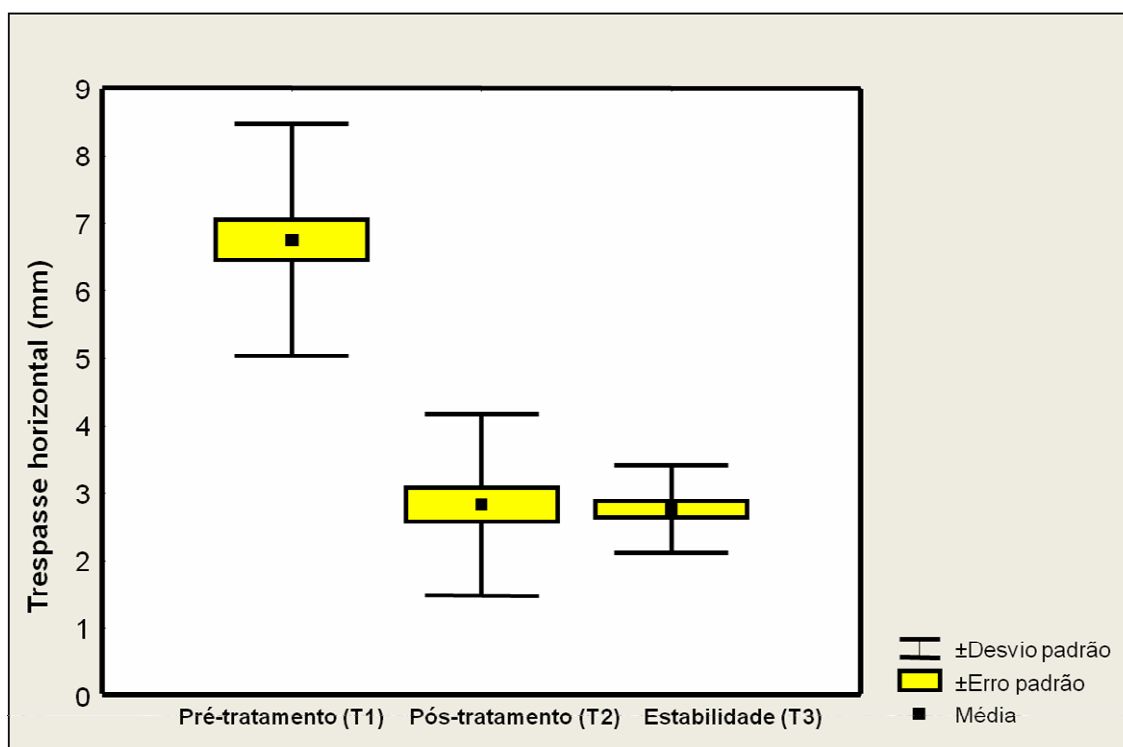 Trespasse horizontal (mm)
9
8
7
6
5
4
3
2
1
0
Pré-tratamento (T1) Pós-tratamento (T2) Estabilidade (T3)
±Desvio padrão
±Erro padrão
Média